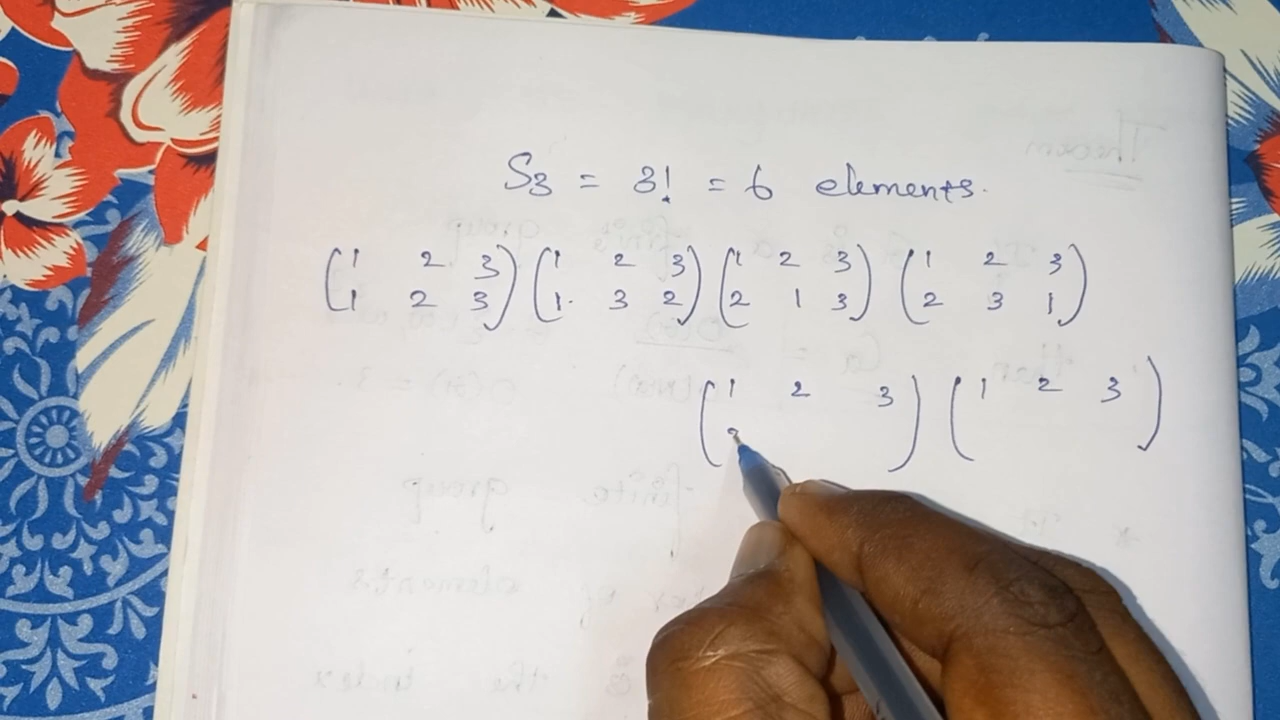 S3 = 3! = 6 elements.
(1 2 3) (1 2 3) (1 2 3) (1 2 3)
(1 2 3) (1. 3 2) (2 1 3) (2 3 1)
(1 2 3) (1 2 3)